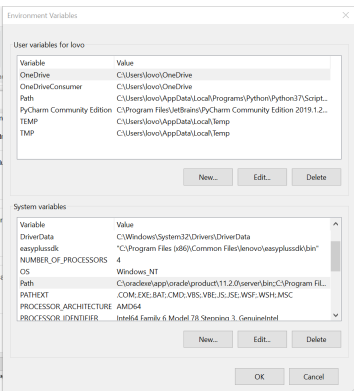 Environment Variables
User variables for lovo
Variable Value
OneDrive C:\Users\lovo\OneDrive
OneDriveConsumer C:\Users\lovo\OneDrive
Path C:\Users\lovo\AppData\Local\Programs\Python\Python37\Script...
PyCharm Community Edition C:\Program Files\JetBrains\PyCharm Community Edition 2019.1.2...
TEMP C:\Users\lovo\AppData\Local\Temp
TMP C:\Users\lovo\AppData\Local\Temp
New... Edit... Delete
System variables
Variable Value
DriverData C:\Windows\System32\Drivers\DriverData
easyplussdk "C:\Program Files (x86)\Common Files\lenovo\easyplussdk\bin"
NUMBER_OF_PROCESSORS 4
OS Windows_NT
Path C:\oraclexe\app\oracle\product\11.2.0\server\bin;C:\Program Fil...
PATHEXT .COM;.EXE;.BAT;.CMD;.VBS;.VBE;.JS;.JSE;.WSF;.WSH;.MSC
PROCESSOR_ARCHITECTURE AMD64
PROCESSOR_IDENTIFIER Intel64 Family 6 Model 78 Stepping 3, GenuineIntel
New... Edit... Delete
OK Cancel